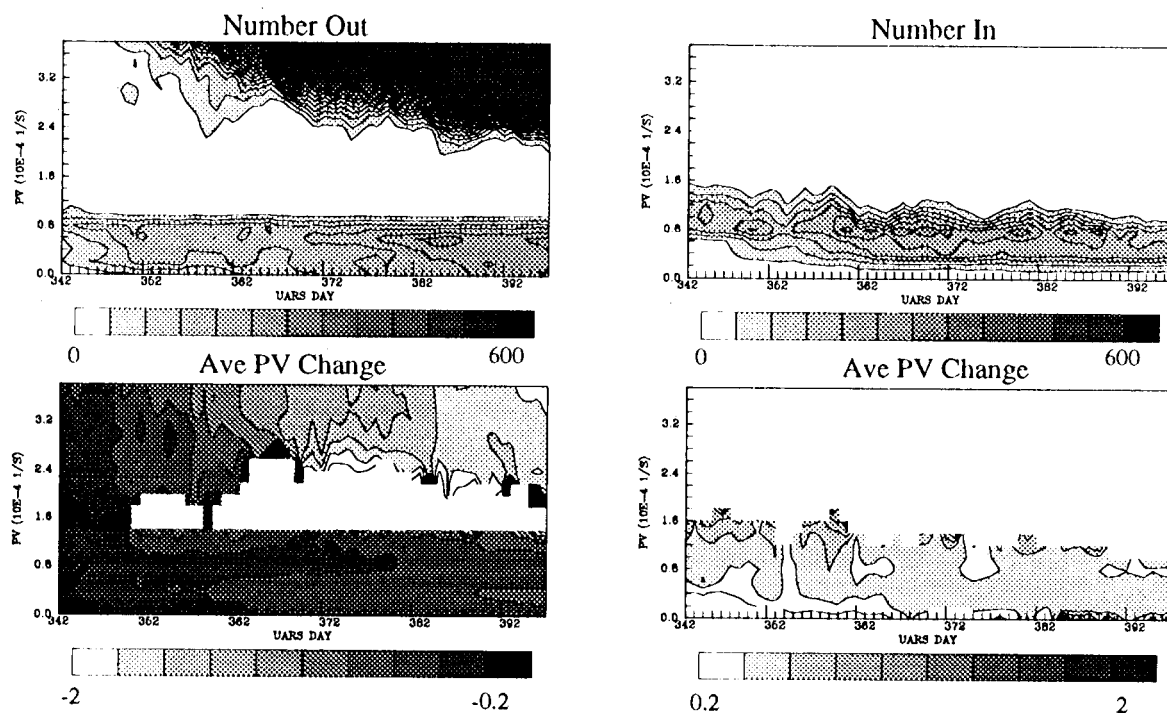 Number Out
3.2
2.4
1.6
0.8
0.0
PV (10E-4 1/S)
342 352 362 372 382 392
UARS DAY
0 600
Number In
3.2
2.4
1.6
0.8
0.0
PV (10E-4 1/S)
342 352 362 372 382 392
UARS DAY
0 600
Ave PV Change
3.2
2.4
1.6
0.8
0.0
PV (10E-4 1/S)
342 352 362 372 382 392
UARS DAY
-2 -0.2
Ave PV Change
3.2
2.4
1.6
0.8
0.0
PV (10E-4 1/S)
342 352 362 372 382 392
UARS DAY
0.2 2